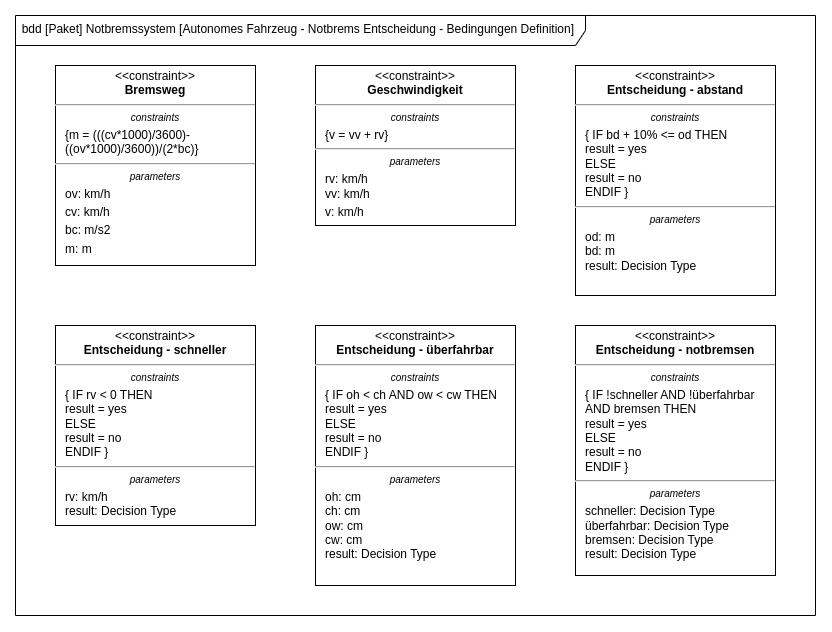 bdd [Paket] Notbremssystem [Autonomes Fahrzeug - Notbrems Entscheidung - Bedingungen Definition]
<<constraint>>
Bremsweg
constraints
{m = (((cv*1000)/3600)-
((ov*1000)/3600))/(2*bc)}
parameters
ov: km/h
cv: km/h
bc: m/s2
m: m
<<constraint>>
Geschwindigkeit
constraints
{v = vv + rv}
parameters
rv: km/h
vv: km/h
v: km/h
<<constraint>>
Entscheidung - abstand
constraints
{ IF bd + 10% <= od THEN
result = yes
ELSE
result = no
ENDIF }
parameters
od: m
bd: m
result: Decision Type
<<constraint>>
Entscheidung - schneller
constraints
{ IF rv < 0 THEN
result = yes
ELSE
result = no
ENDIF }
parameters
rv: km/h
result: Decision Type
<<constraint>>
Entscheidung - überfahrbar
constraints
{ IF oh < ch AND ow < cw THEN
result = yes
ELSE
result = no
ENDIF }
parameters
oh: cm
ch: cm
ow: cm
cw: cm
result: Decision Type
<<constraint>>
Entscheidung - notbremsen
constraints
{ IF !schneller AND !überfahrbar
AND bremsen THEN
result = yes
ELSE
result = no
ENDIF }
parameters
schneller: Decision Type
überfahrbar: Decision Type
bremsen: Decision Type
result: Decision Type